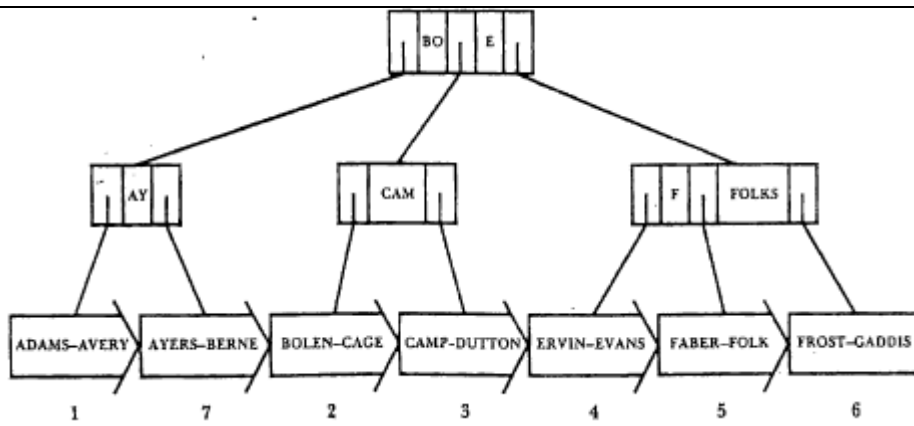 BO E
AY CAM F FOLKS
ADAMS–AVERY AYERS–BERNE BOLEN–CAGE CAMP–DUTTON ERVIN–EVANS FABER–FOLK FROST–GADDIS
1 7 2 3 4 5 6